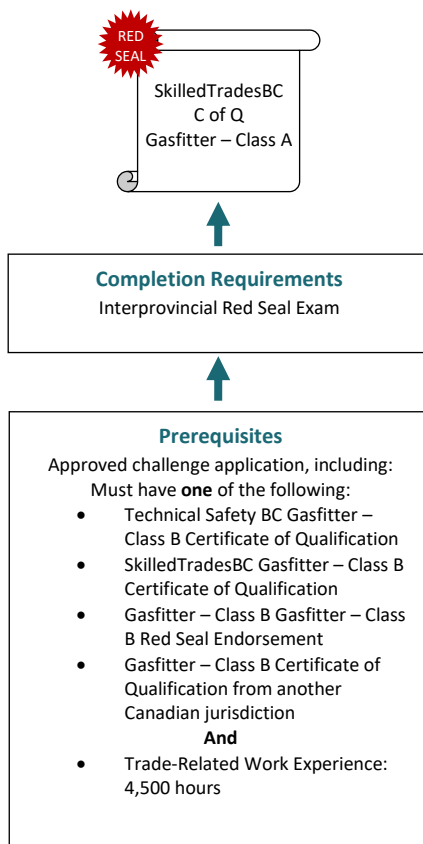 RED
SEAL
SkilledTradesBC
C of Q
Gasfitter – Class A
Completion Requirements
Interprovincial Red Seal Exam
Prerequisites
Approved challenge application, including:
Must have one of the following:
• Technical Safety BC Gasfitter –
Class B Certificate of Qualification
• SkilledTradesBC Gasfitter – Class B
Certificate of Qualification
• Gasfitter – Class B Gasfitter – Class
B Red Seal Endorsement
• Gasfitter – Class B Certificate of
Qualification from another
Canadian jurisdiction
And
• Trade-Related Work Experience:
4,500 hours